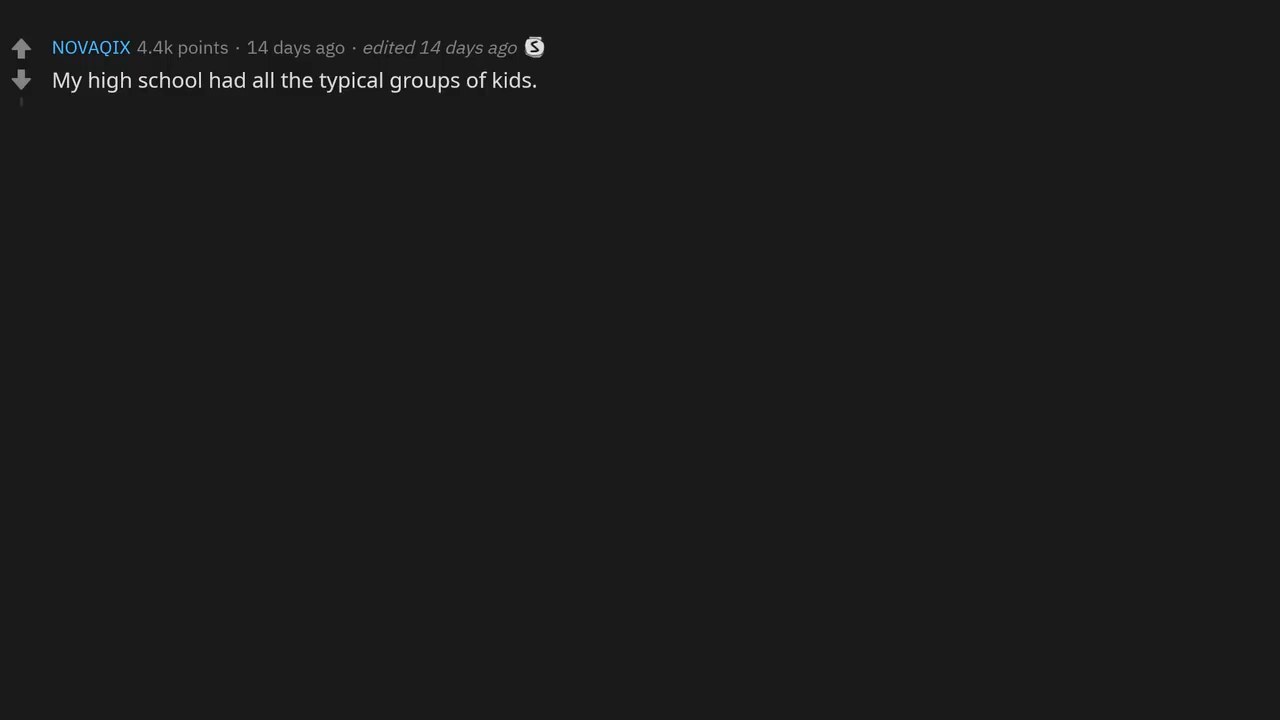 NOVAQIX 4.4k points · 14 days ago · edited 14 days ago S
My high school had all the typical groups of kids.